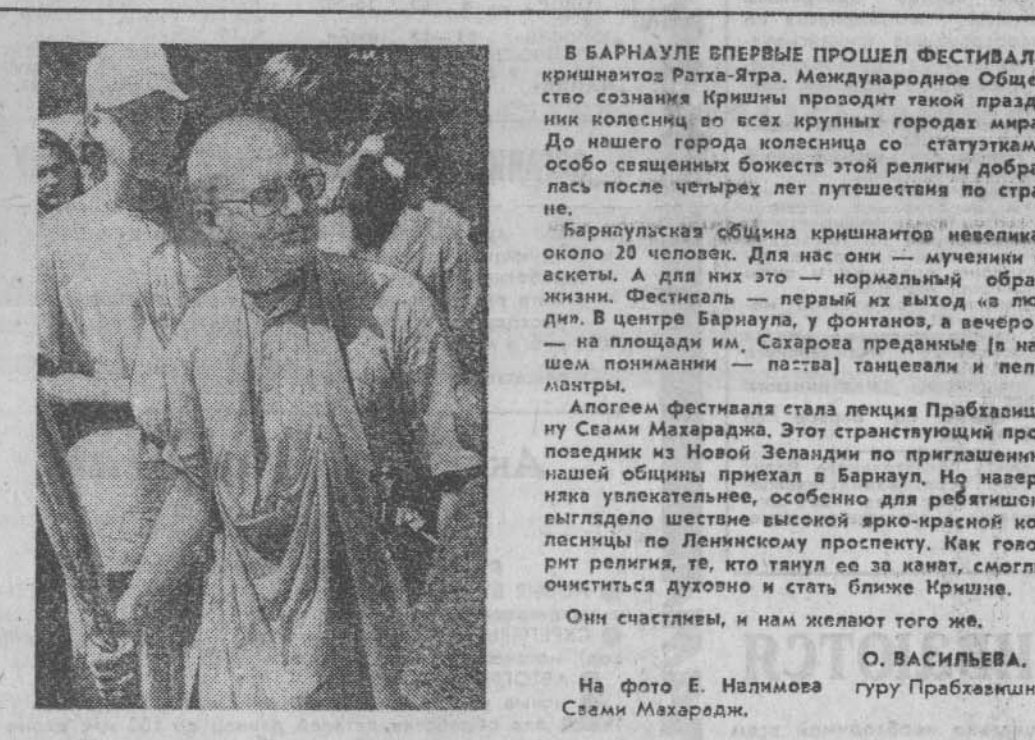 В БАРНАУЛЕ ВПЕРВЫЕ ПРОШЕЛ ФЕСТИВАЛ
кришнаитов Ратха-Ятра. Международное Обще
ство сознания Кришны проводит такой празд
ник колесниц во всех крупных городах мира
До нашего города колесница со статуэткам
особо священных божеств этой религии добра
лась после четырех лет путешествия по стра
не.
Барнаульская община кришнаитов невелика
около 20 человек. Для нас они — мученики
аскеты. А для них это — нормальный обра
жизни. Фестиваль — первый их выход «в лю
ди». В центре Барнаула, у фонтанов, а вечеро
— на площади им. Сахарова преданные (в на
шем понимании — паства) танцевали и пел
мантры.
Апогеем фестиваля стала лекция Прабхавиш
ну Свами Махараджа. Этот странствующий про
поведник из Новой Зеландии по приглашению
нашей общины приехал в Барнаул. Но навер
няка увлекательнее, особенно для ребятишек
выглядело шествие высокой ярко-красной ко
лесницы по Ленинскому проспекту. Как гово
рит религия, те, кто тянул ее за канат, смогл
очиститься духовно и стать ближе Кришне.
Они счастливы, и нам желают того же.
О. ВАСИЛЬЕВА.
На фото Е. Налимова гуру Прабхавишн
Свами Махарадж.